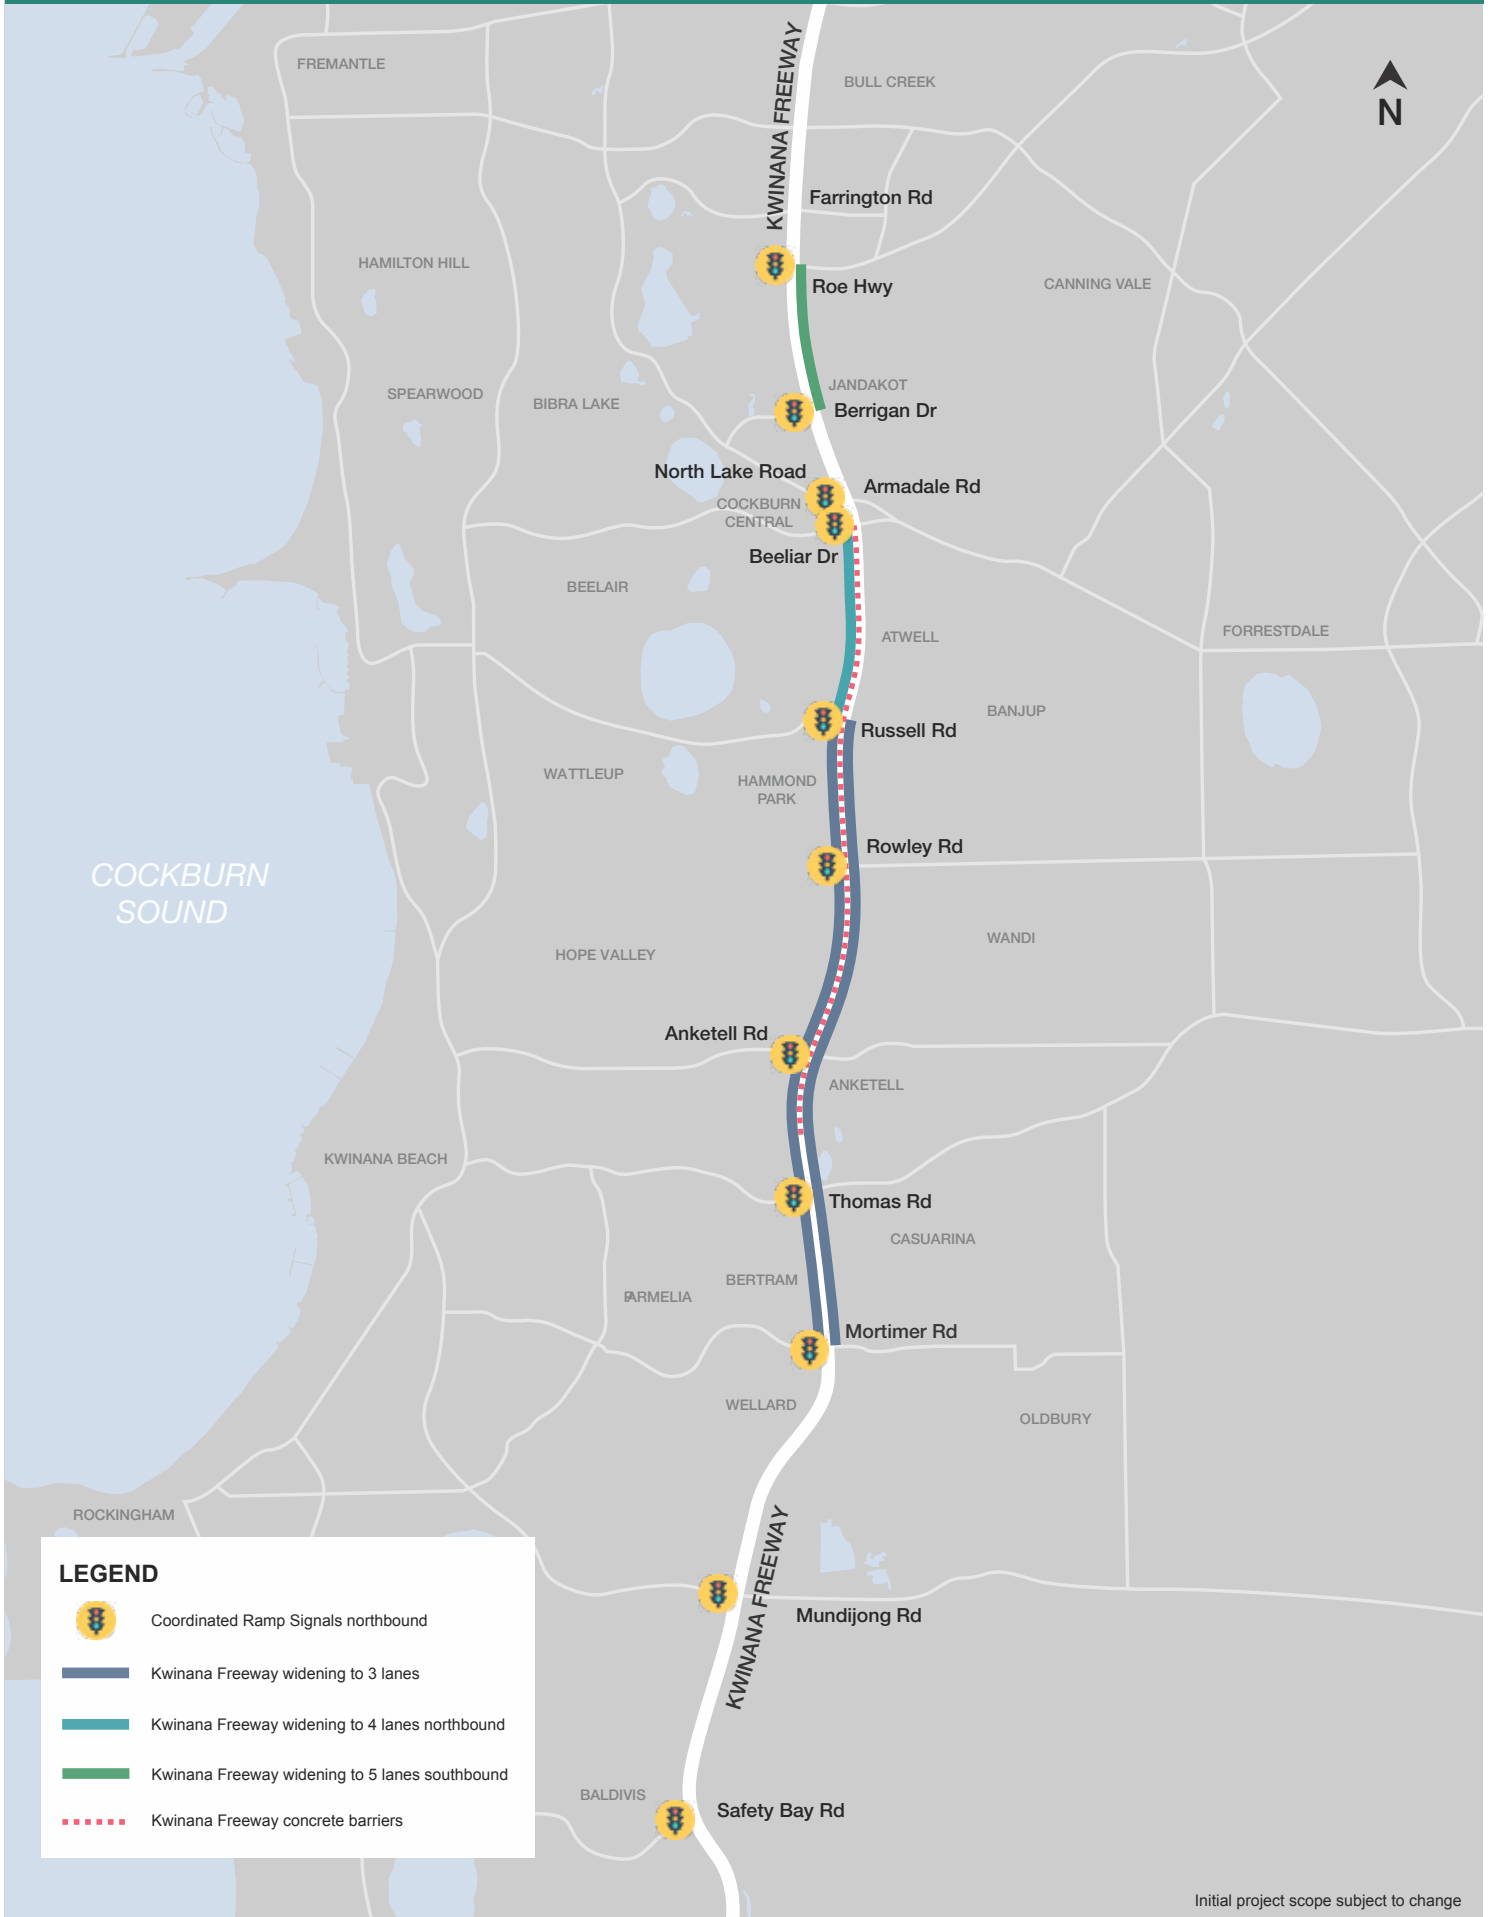 FREMANTLE
KWINANA FREEWAY
BULL CREEK
N
Farrington Rd
HAMILTON HILL
CANNING VALE
Roe Hwy
SPEARWOOD
BIBRA LAKE
JANDAKOT
Berrigan Dr
North Lake Road
Armadale Rd
COCKBURN
CENTRAL
Beeliar Dr
BEELAIR
ATWELL
FORRESTDALE
BANJUP
Russell Rd
WATTLEUP
HAMMOND
PARK
Rowley Rd
COCKBURN
SOUND
WANDI
HOPE VALLEY
Anketell Rd
ANKETELL
KWINANA BEACH
Thomas Rd
CASUARINA
BERTRAM
PARMELIA
Mortimer Rd
WELLARD
OLDBURY
ROCKINGHAM
KWINANA FREEWAY
Mundijong Rd
BALDIVIS
Safety Bay Rd
LEGEND
Coordinated Ramp Signals northbound
Kwinana Freeway widening to 3 lanes
Kwinana Freeway widening to 4 lanes northbound
Kwinana Freeway widening to 5 lanes southbound
Kwinana Freeway concrete barriers
Initial project scope subject to change